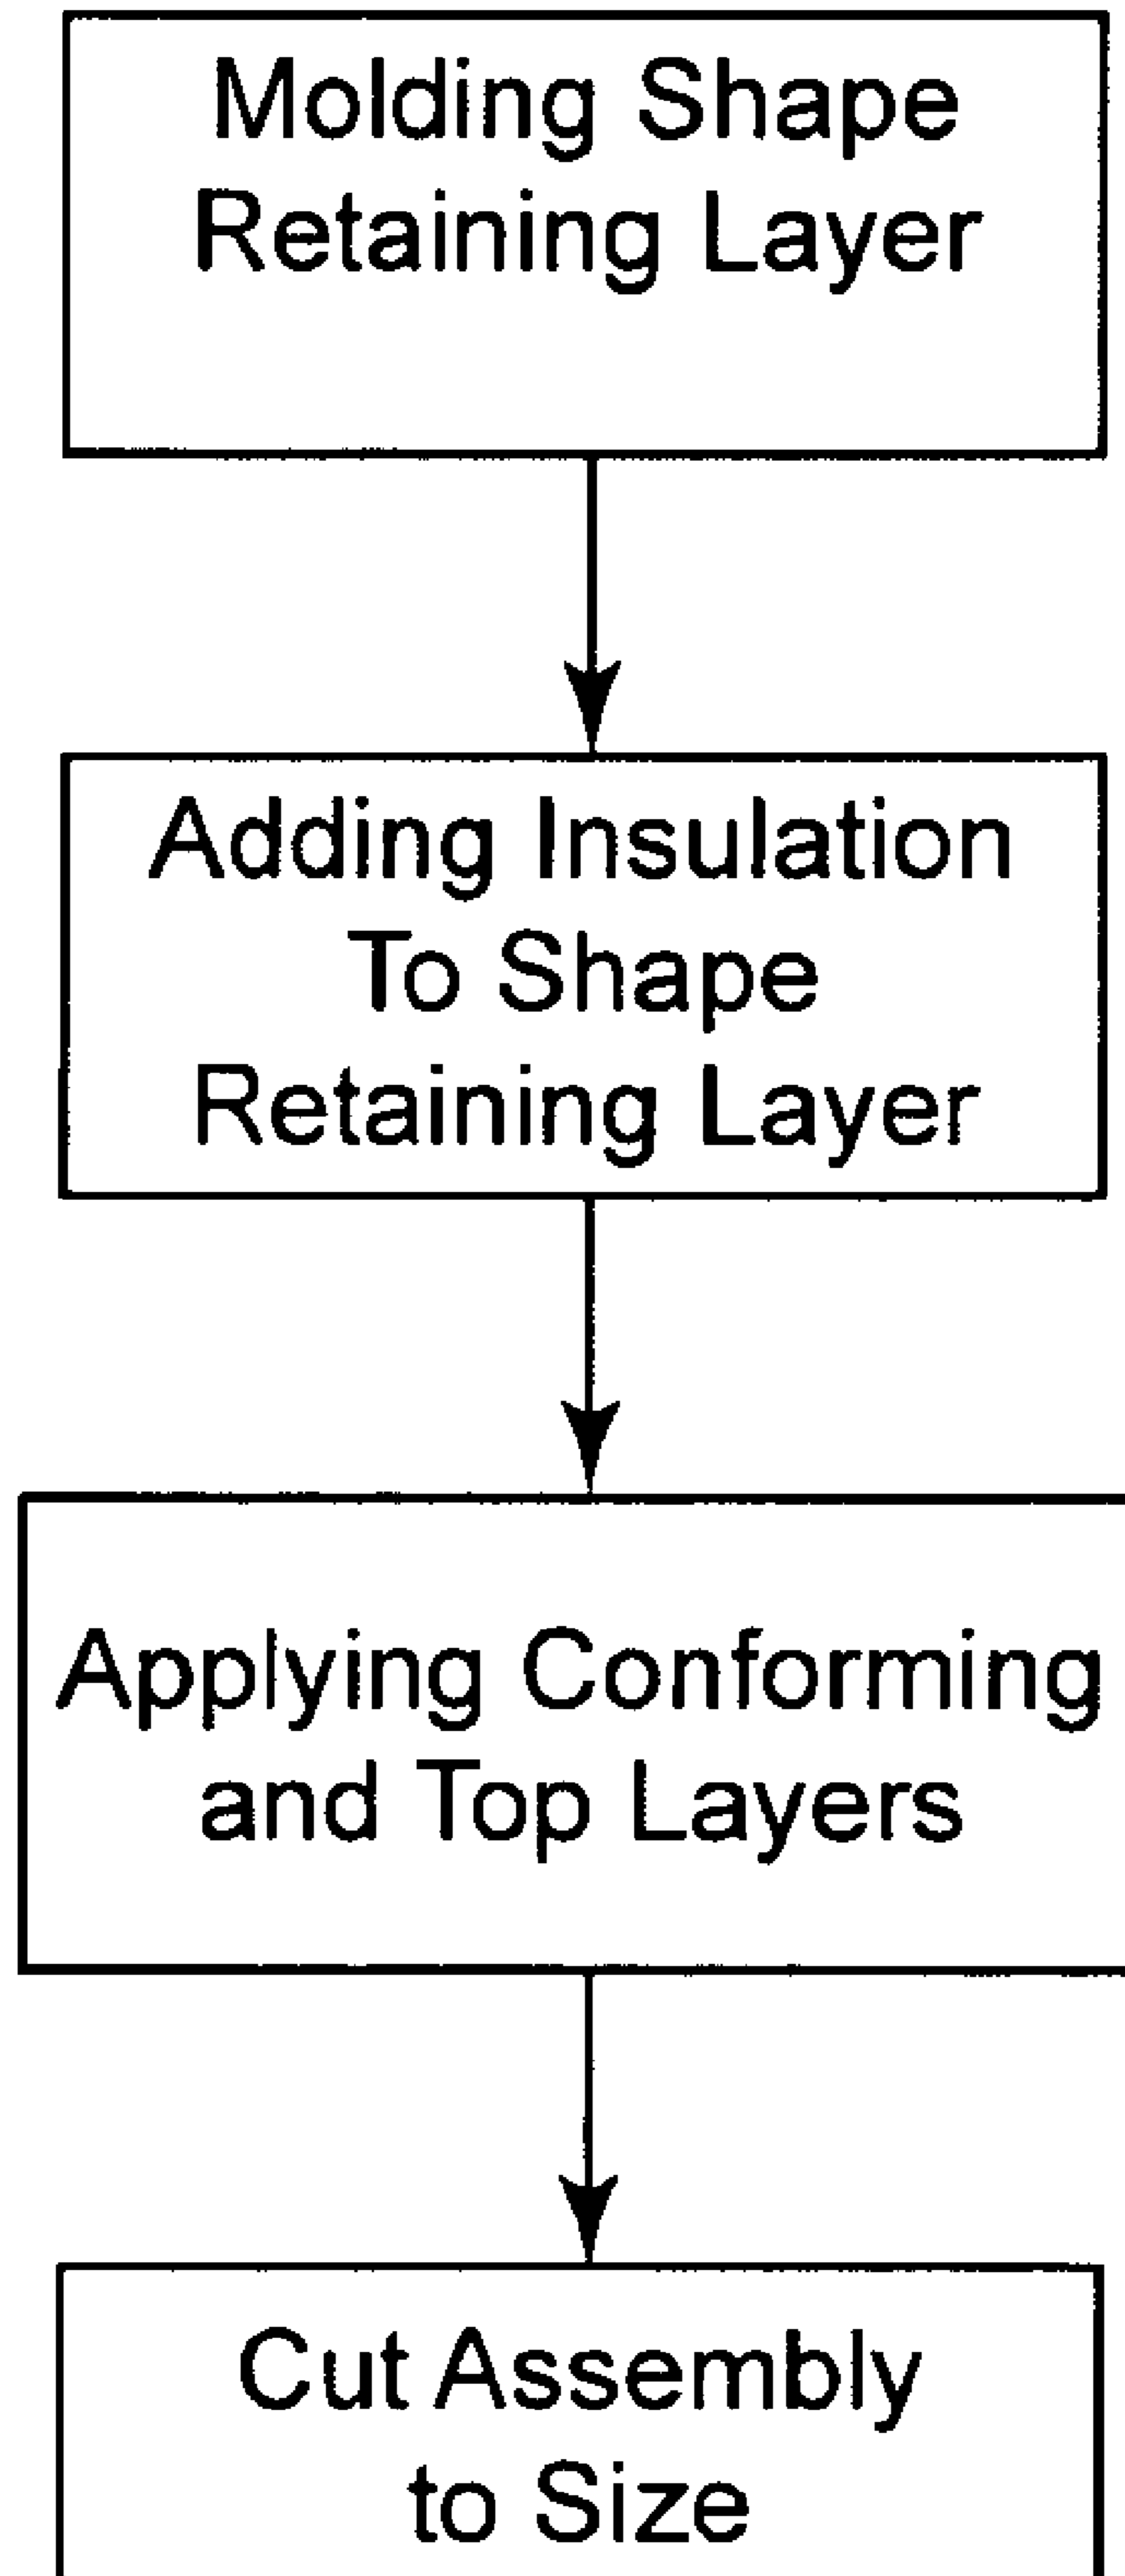 Molding Shape
Retaining Layer
Adding Insulation
To Shape
Retaining Layer
Applying Conforming
and Top Layers
Cut Assembly
to Size